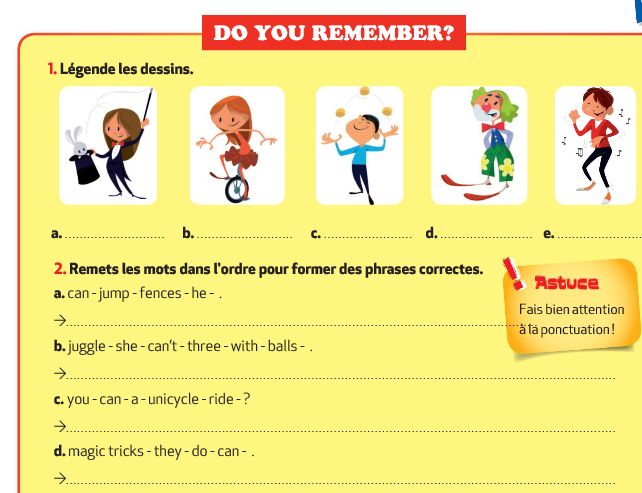 DO YOU REMEMBER?
1. Légende les dessins.
a. ........................ b. ........................ c. ........................ d. ........................ e. ........................
2. Remets les mots dans l'ordre pour former des phrases correctes.
Astuce
Fais bien attention
à la ponctuation !
a. can - jump - fences - he - .
→........................................................................
b. juggle - she - can't - three - with - balls - .
→........................................................................
c. you - can - a - unicycle - ride - ?
→........................................................................
d. magic tricks - they - do - can - .
→........................................................................